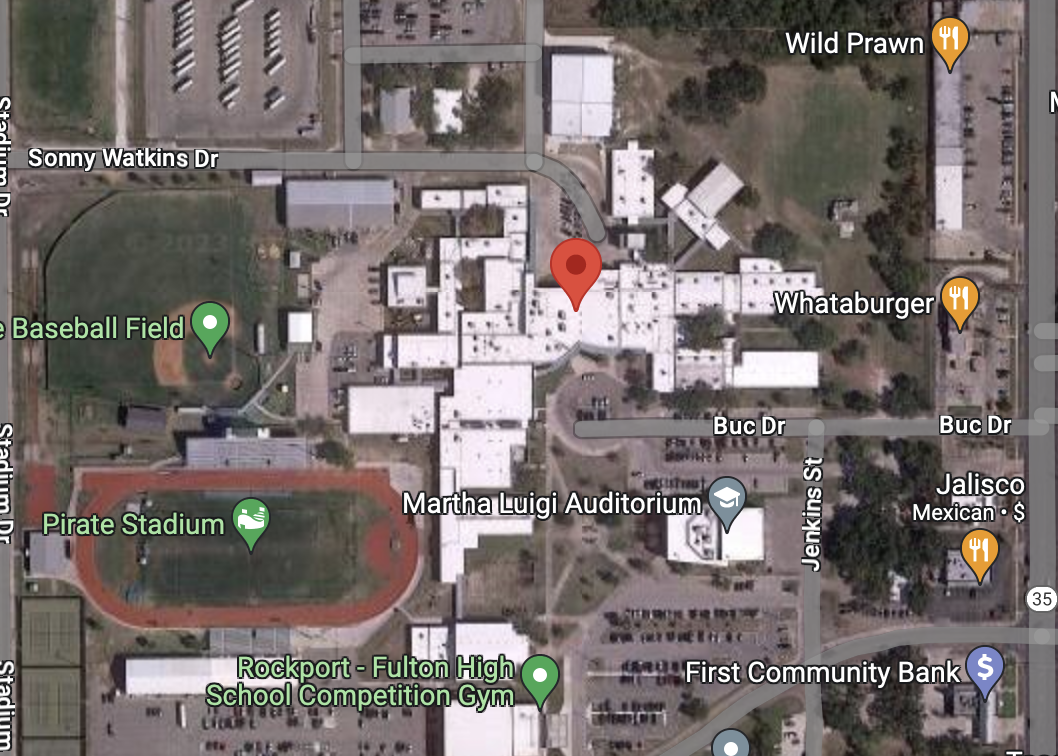 Wild Prawn
Stadium Dr
Sonny Watkins Dr
© 2023
Whataburger
e Baseball Field
Buc Dr
Buc Dr
Stadium Dr
Jalisco
Mexican • $
Martha Luigi Auditorium
Pirate Stadium
Jenkins St
35
Rockport - Fulton High
School Competition Gym
First Community Bank
$
Stadium